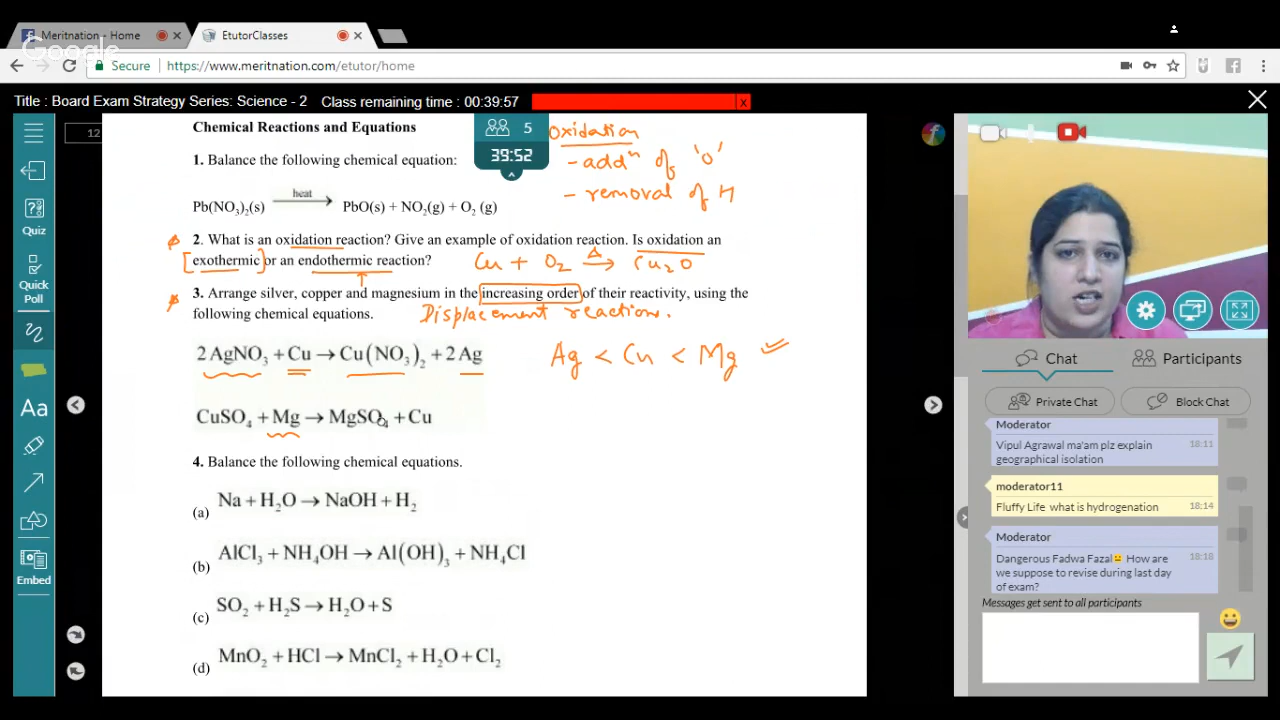 Meritnation - Home
EtutorClasses
Google
Secure
https://www.meritnation.com/etutor/home
Title : Board Exam Strategy Series: Science - 2 Class remaining time : 00:39:57
x
12
Quiz
Quick
Poll
Aa
Embed
5
39:52
Chemical Reactions and Equations
Oxidation
- addn of 'O'
- removal of H
1. Balance the following chemical equation:
heat
Pb(NO3)2(s) → PbO(s) + NO2(g) + O2 (g)
2. What is an oxidation reaction? Give an example of oxidation reaction. Is oxidation an
exothermic or an endothermic reaction?
Cu + O2 Δ→ Cu2O
3. Arrange silver, copper and magnesium in the increasing order of their reactivity, using the
following chemical equations.
Displacement reactions.
2 AgNO3 + Cu → Cu(NO3)2 + 2 Ag
Ag < Cu < Mg
CuSO4 + Mg → MgSO4 + Cu
4. Balance the following chemical equations.
(a) Na + H2O → NaOH + H2
(b) AlCl3 + NH4OH → Al(OH)3 + NH4Cl
(c) SO2 + H2S → H2O + S
(d) MnO2 + HCl → MnCl2 + H2O + Cl2
Chat
Participants
Private Chat
Block Chat
Moderator
Vipul Agrawal ma'am plz explain
geographical isolation
18:11
moderator11
Fluffy Life what is hydrogenation
18:14
Moderator
Dangerous Fadwa Fazal😐 How are
we suppose to revise during last day
of exam?
18:18
Messages get sent to all participants